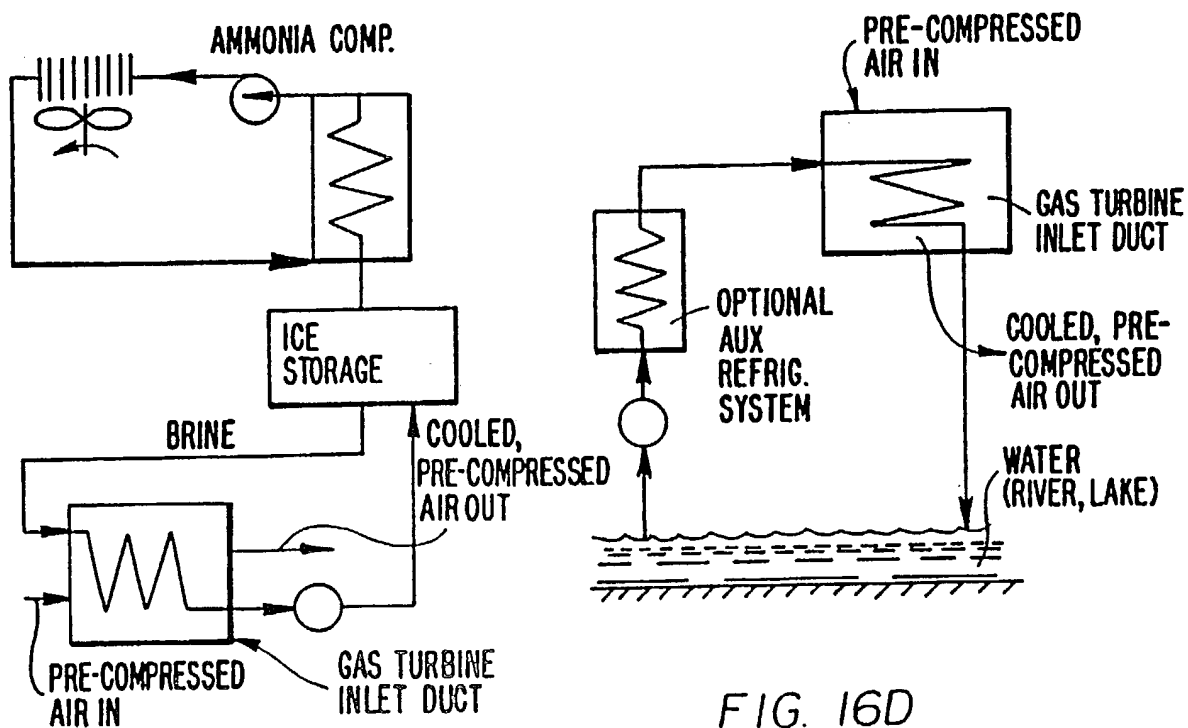 AMMONIA COMP.
ICE
STORAGE
BRINE
COOLED,
PRE-COMPRESSED
AIR OUT
PRE-COMPRESSED
AIR IN
GAS TURBINE
INLET DUCT
PRE-COMPRESSED
AIR IN
GAS TURBINE
INLET DUCT
OPTIONAL
AUX
REFRIG.
SYSTEM
COOLED, PRE-
COMPRESSED
AIR OUT
WATER
(RIVER, LAKE)
FIG. 16D